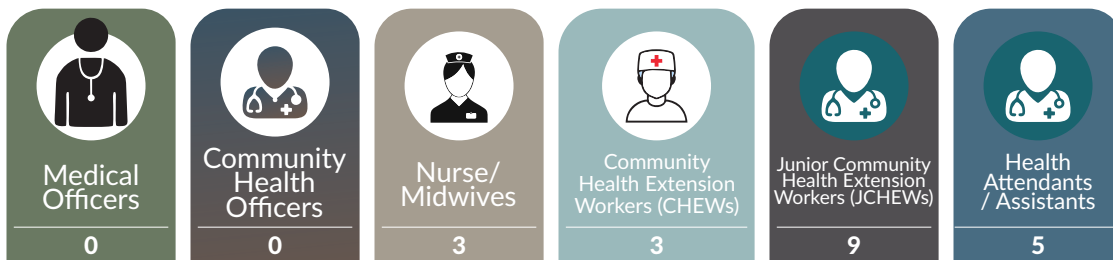 Medical
Officers
0
Community
Health
Officers
0
Nurse/
Midwives
3
Community
Health Extension
Workers (CHEWs)
3
Junior Community
Health Extension
Workers (JCHEWs)
9
Health
Attendants
/ Assistants
5